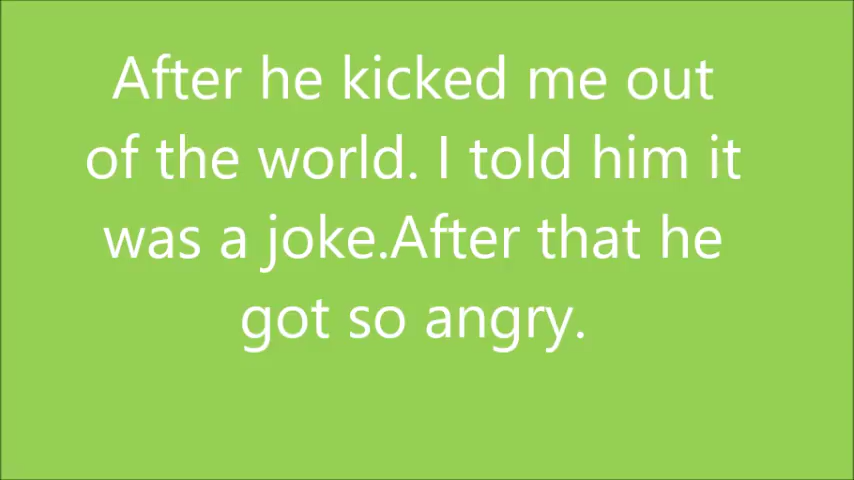 After he kicked me out
of the world. I told him it
was a joke.After that he
got so angry.